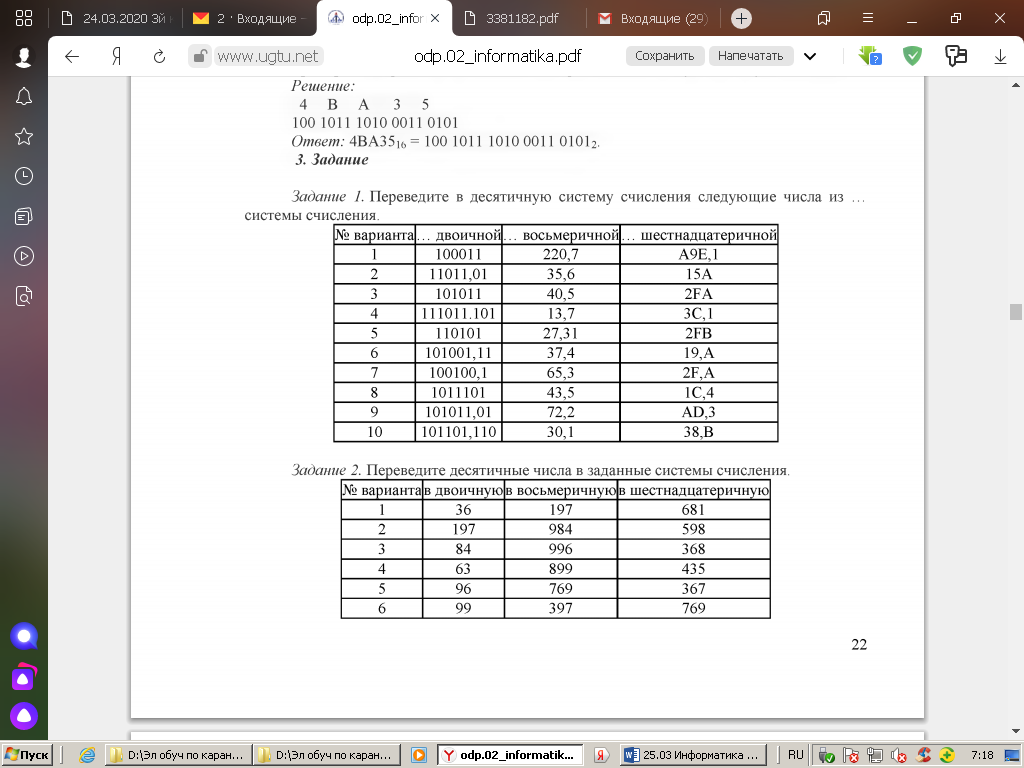 24.03.2020 3й
2 · Входящие –
odp.02_infor
3381182.pdf
Входящие (29)
www.ugtu.net
odp.02_informatika.pdf
Сохранить
Напечатать
Решение:
4 B A 3 5
100 1011 1010 0011 0101
Ответ: 4BA35₁₆ = 100 1011 1010 0011 0101₂.
3. Задание
Задание 1. Переведите в десятичную систему счисления следующие числа из …
системы счисления.
№ варианта … двоичной … восьмеричной … шестнадцатеричной
1 100011 220,7 A9E,1
2 11011,01 35,6 15A
3 101011 40,5 2FA
4 111011.101 13,7 3C,1
5 110101 27,31 2FB
6 101001,11 37,4 19,A
7 100100,1 65,3 2F,A
8 1011101 43,5 1C,4
9 101011,01 72,2 AD,3
10 101101,110 30,1 38,B
Задание 2. Переведите десятичные числа в заданные системы счисления.
№ варианта в двоичную в восьмеричную в шестнадцатеричную
1 36 197 681
2 197 984 598
3 84 996 368
4 63 899 435
5 96 769 367
6 99 397 769
22
Пуск
D:\Эл обуч по каран...
D:\Эл обуч по каран...
odp.02_informatik...
25.03 Информатика ...
RU
7:18